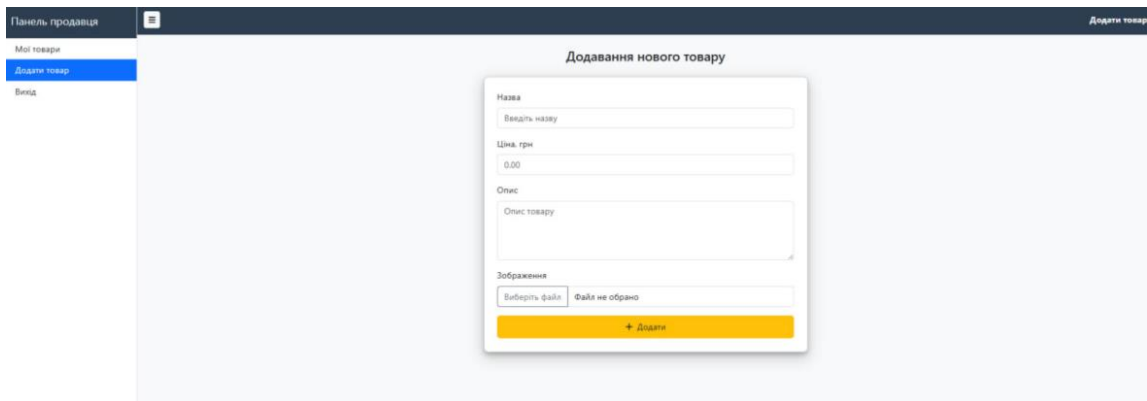 Панель продавця
Додати товар
Мої товари
Додати товар
Вихід
Додавання нового товару
Назва
Введіть назву
Ціна, грн
0.00
Опис
Опис товару
Зображення
Виберіть файл Файл не обрано
+ Додати